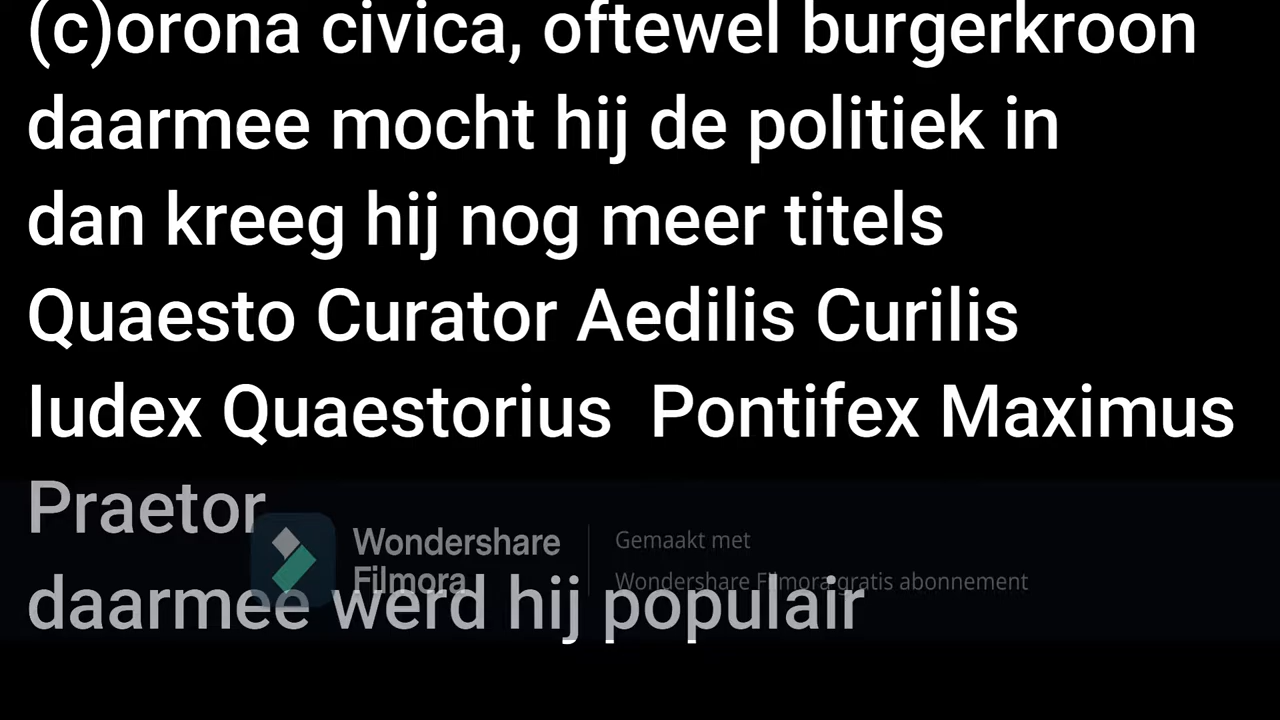 (c)orona civica, oftewel burgerkroon
daarmee mocht hij de politiek in
dan kreeg hij nog meer titels
Quaesto Curator Aedilis Curilis
Iudex Quaestorius  Pontifex Maximus
Praetor
Wondershare
Filmora
Gemaakt met
Wondershare Filmora gratis abonnement
daarmee werd hij populair